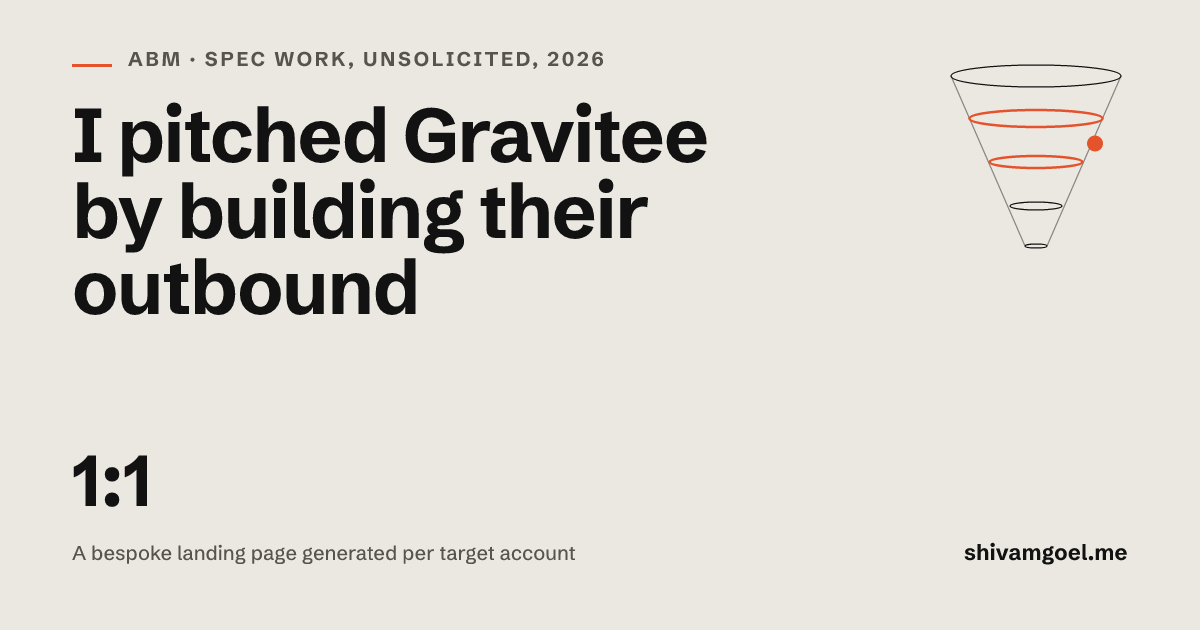 ABM · SPEC WORK, UNSOLICITED, 2026
I pitched Gravitee
by building their
outbound
1:1
A bespoke landing page generated per target account
shivamgoel.me